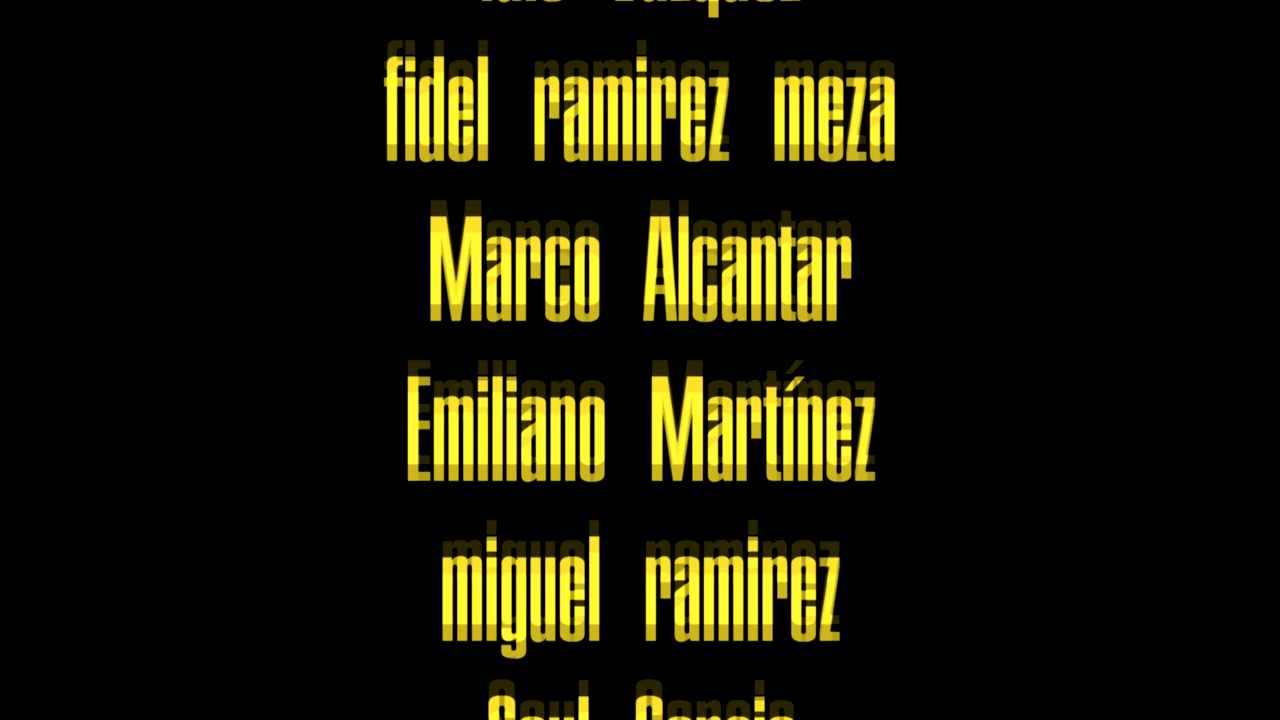 fidel ramirez meza
Marco Alcantar
Emiliano Martínez
miguel ramirez